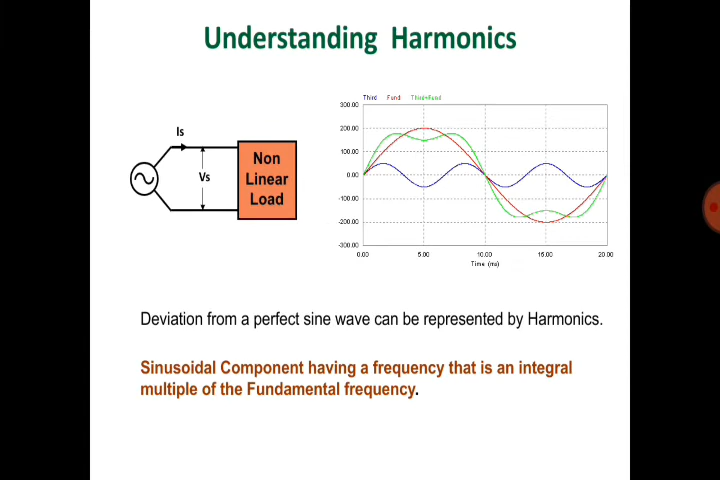 Understanding Harmonics
Is
Vs
Non
Linear
Load
Third Fund Third+Fund
300.00
200.00
100.00
0.00
-100.00
-200.00
-300.00
0.00 5.00 10.00 15.00 20.00
Time (ms)
Deviation from a perfect sine wave can be represented by Harmonics.
Sinusoidal Component having a frequency that is an integral
multiple of the Fundamental frequency.